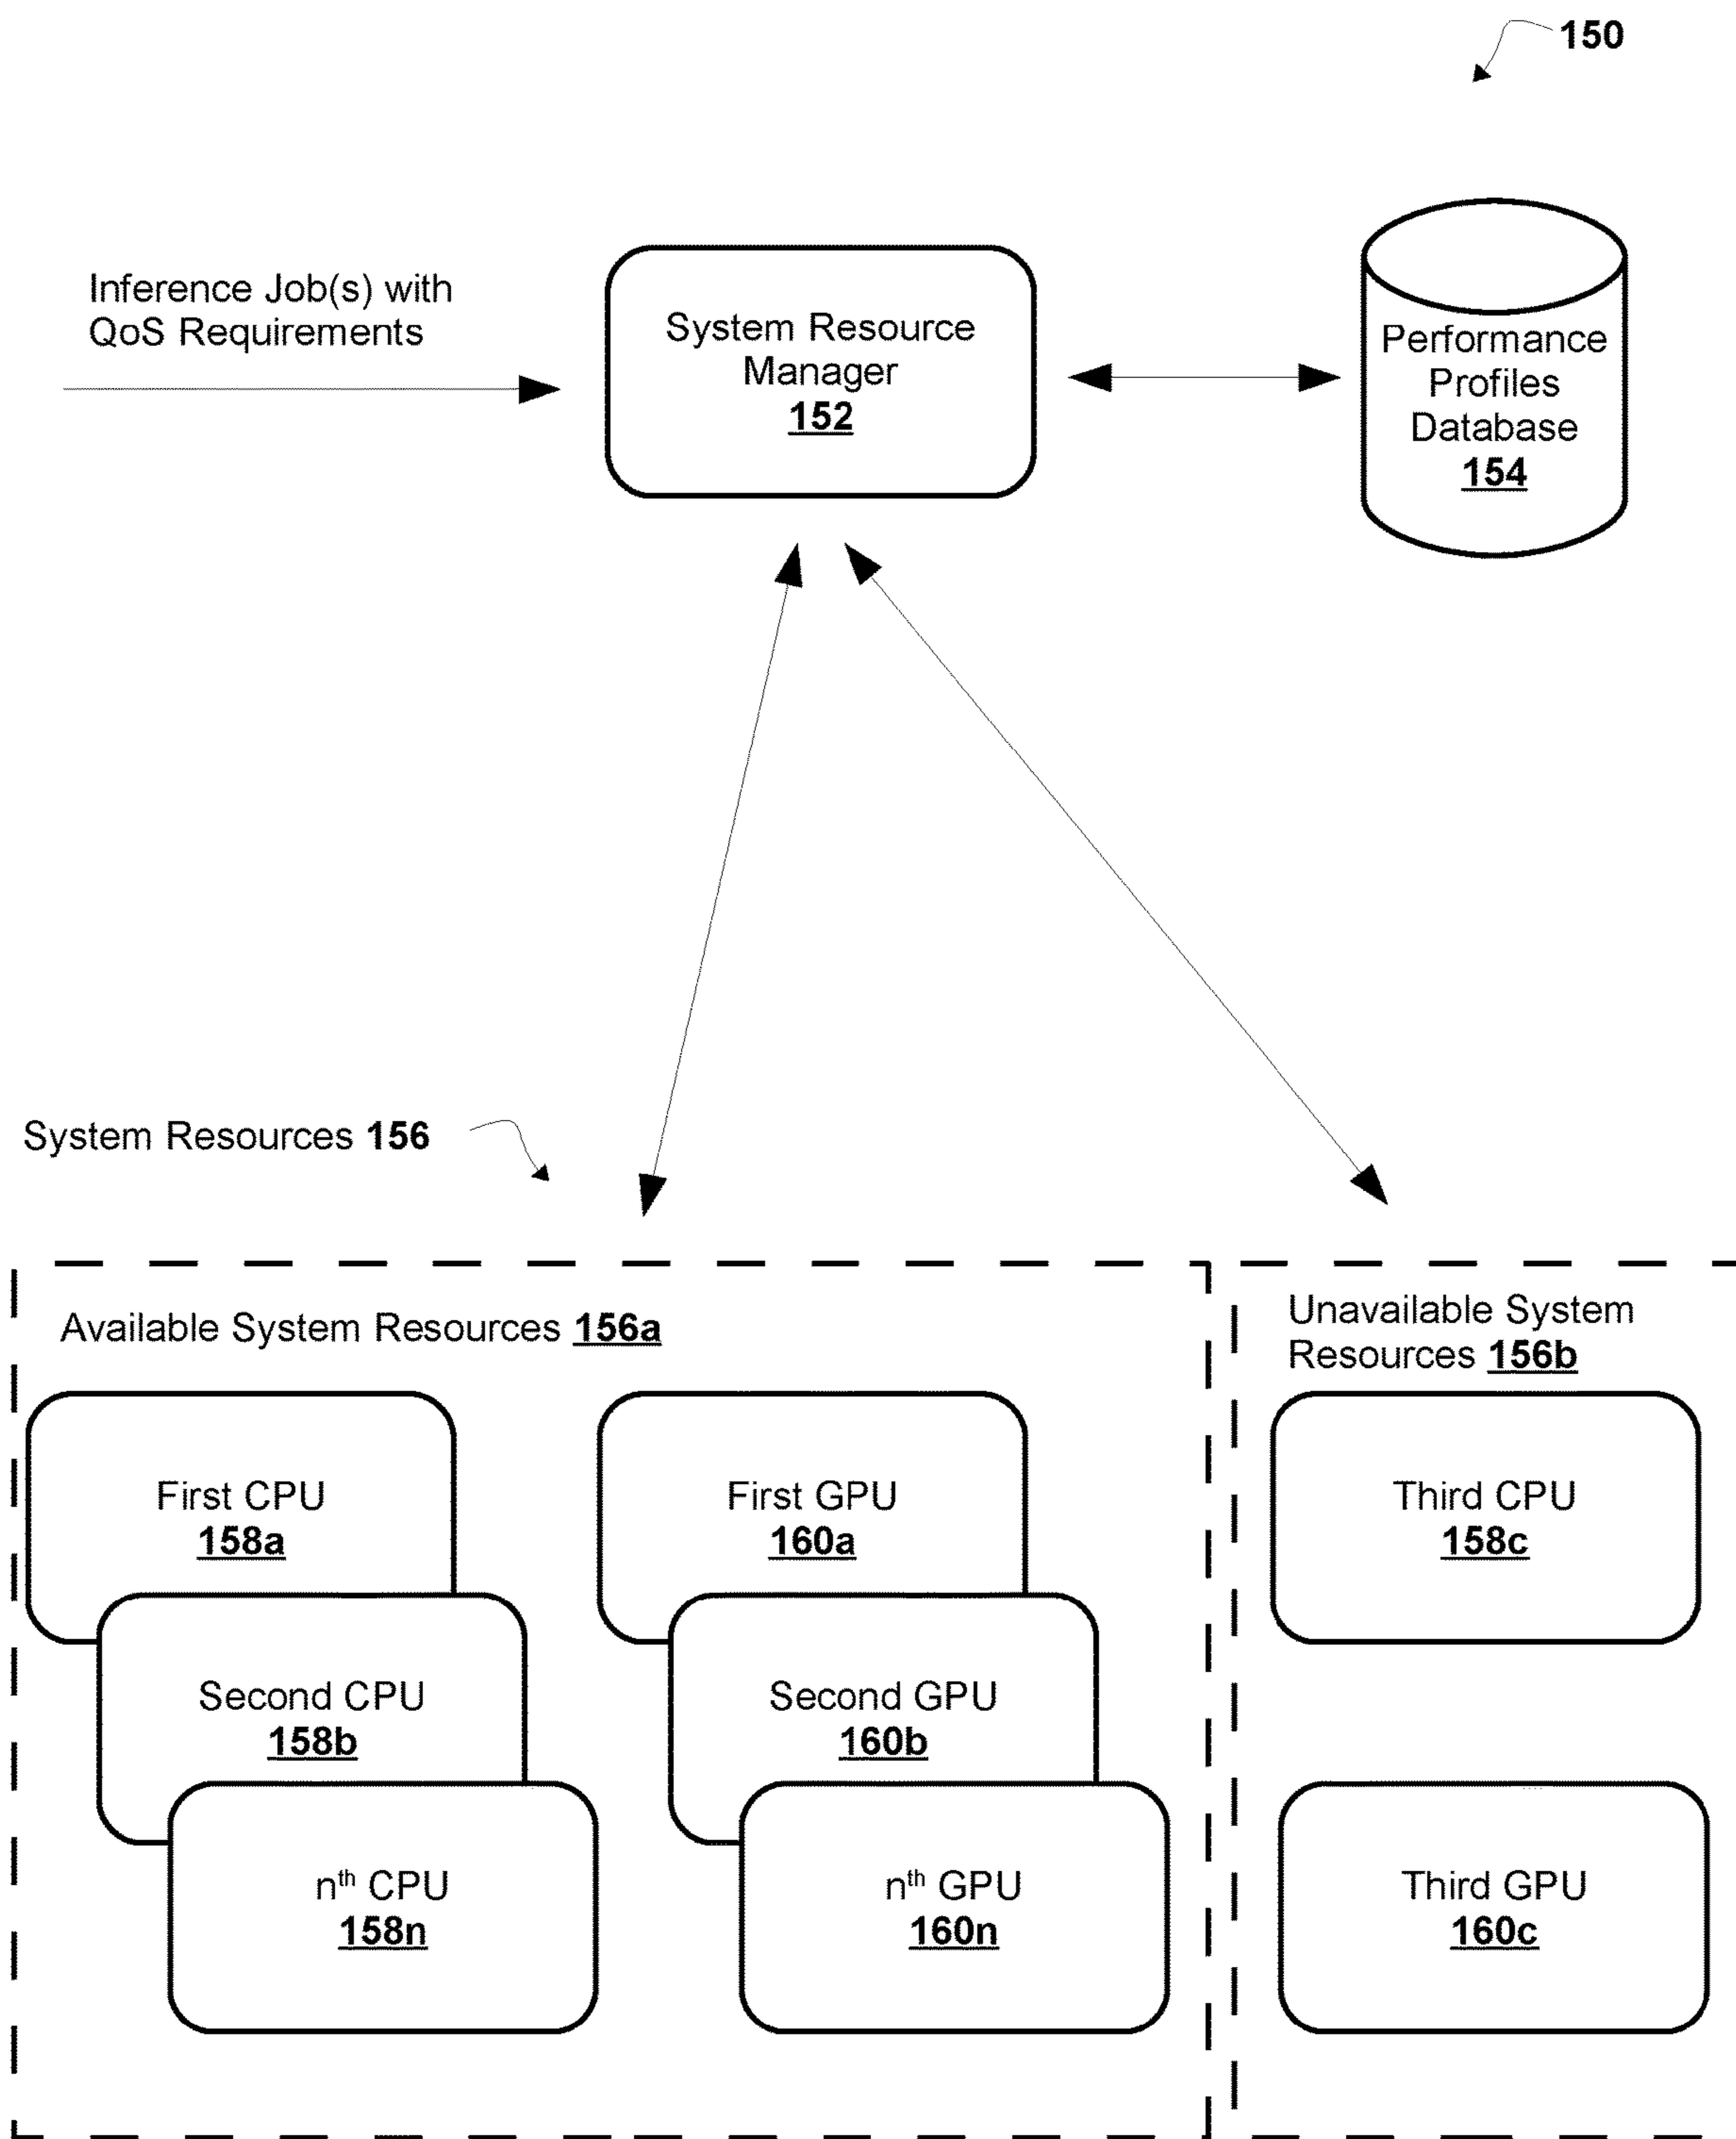 150
Inference Job(s) with
QoS Requirements
System Resource
Manager
152
Performance
Profiles
Database
154
System Resources 156
Available System Resources 156a
Unavailable System
Resources 156b
First CPU
158a
First GPU
160a
Third CPU
158c
Second CPU
158b
Second GPU
160b
nth CPU
158n
nth GPU
160n
Third GPU
160c